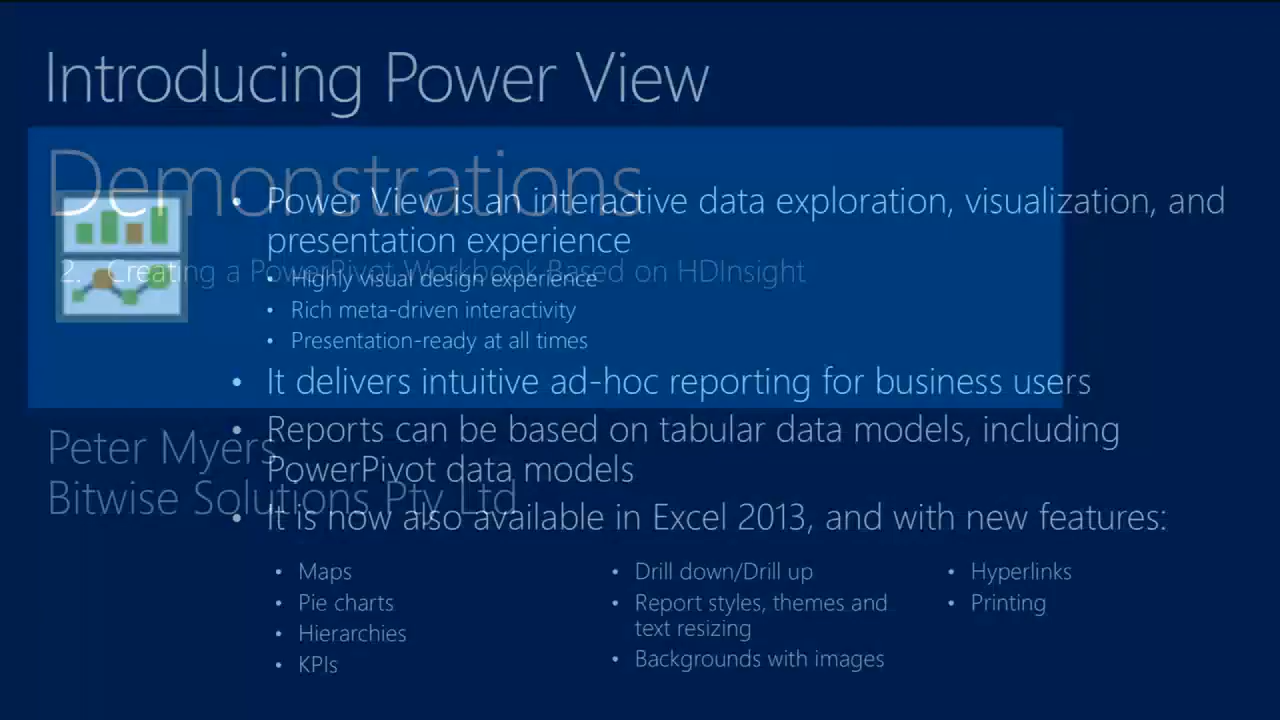 Introducing Power View
Demonstrations
• Power View is an interactive data exploration, visualization, and
presentation experience
2. Creating a PowerPivot Workbook Based on HDInsight
• Highly visual design experience
• Rich meta-driven interactivity
• Presentation-ready at all times
• It delivers intuitive ad-hoc reporting for business users
• Reports can be based on tabular data models, including
PowerPivot data models
Peter Myers
Bitwise Solutions Pty Ltd
• It is now also available in Excel 2013, and with new features:
• Maps
• Pie charts
• Hierarchies
• KPIs
• Drill down/Drill up
• Report styles, themes and
text resizing
• Backgrounds with images
• Hyperlinks
• Printing